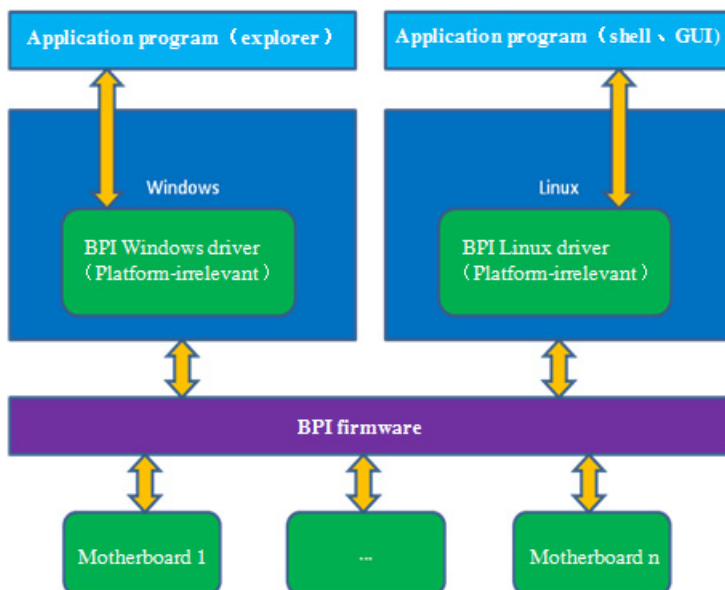 Application program（explorer）
Application program（shell、GUI)
Windows
Linux
BPI Windows driver
（Platform-irrelevant）
BPI Linux driver
（Platform-irrelevant）
BPI firmware
Motherboard 1
...
Motherboard n